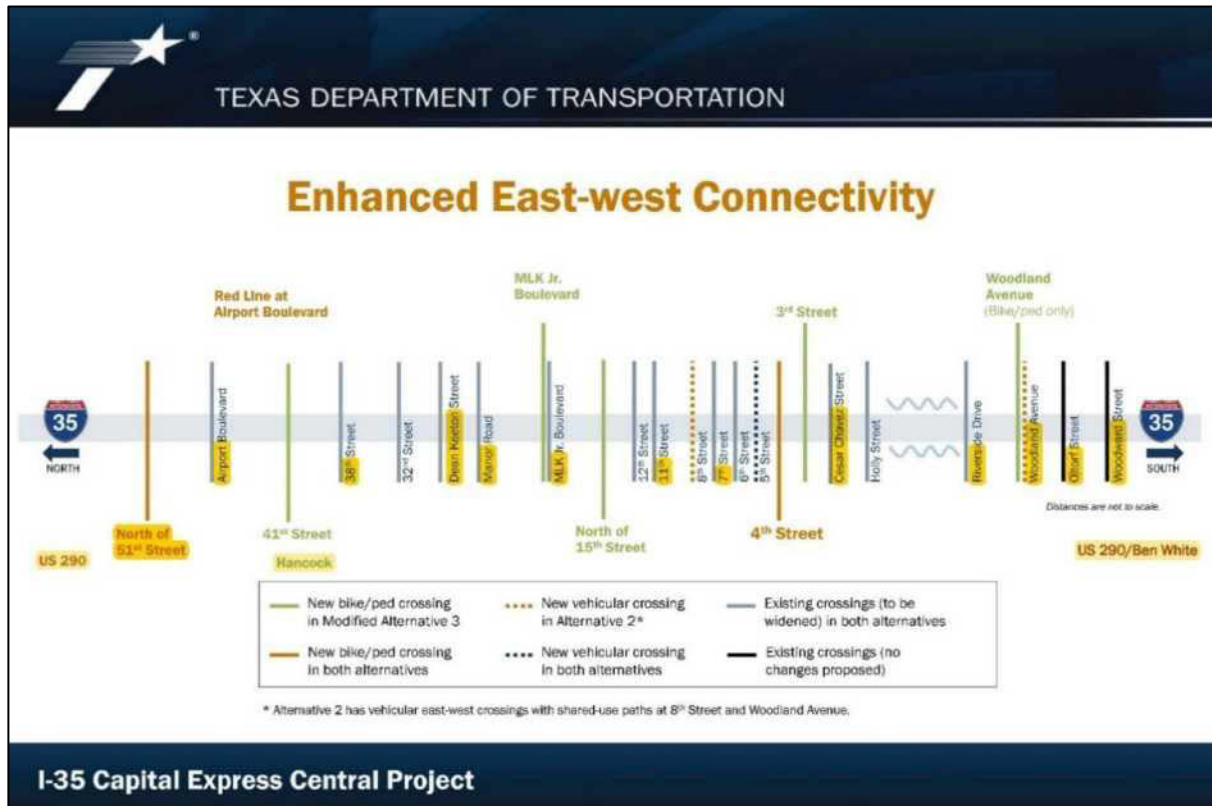 ®
TEXAS DEPARTMENT OF TRANSPORTATION
Enhanced East-west Connectivity
Red Line at
Airport Boulevard
MLK Jr.
Boulevard
3rd Street
Woodland
Avenue
(Bike/ped only)
35
NORTH
Airport Boulevard
38th Street
32nd Street
Dean Keeton Street
Manor Road
MLK Jr. Boulevard
12th Street
11th Street
8th Street
7th Street
6th Street
5th Street
Cesar Chavez Street
Holly Street
Riverside Drive
Woodland Avenue
Oltorf Street
Woodward Street
35
SOUTH
Distances are not to scale.
North of
51st Street
41st Street
North of
15th Street
4th Street
US 290
Hancock
US 290/Ben White
New bike/ped crossing
in Modified Alternative 3
New vehicular crossing
in Alternative 2*
Existing crossings (to be
widened) in both alternatives
New bike/ped crossing
in both alternatives
New vehicular crossing
in both alternatives
Existing crossings (no
changes proposed)
* Alternative 2 has vehicular east-west crossings with shared-use paths at 8th Street and Woodland Avenue.
I-35 Capital Express Central Project